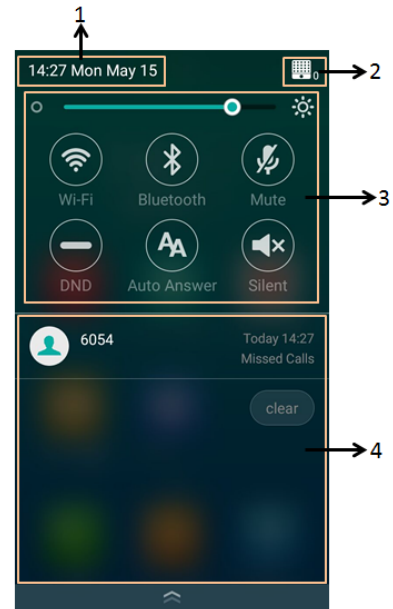 1
14:27 Mon May 15
0
2
Wi-Fi
Bluetooth
Mute
3
DND
AA
Auto Answer
Silent
6054
Today 14:27
Missed Calls
clear
4